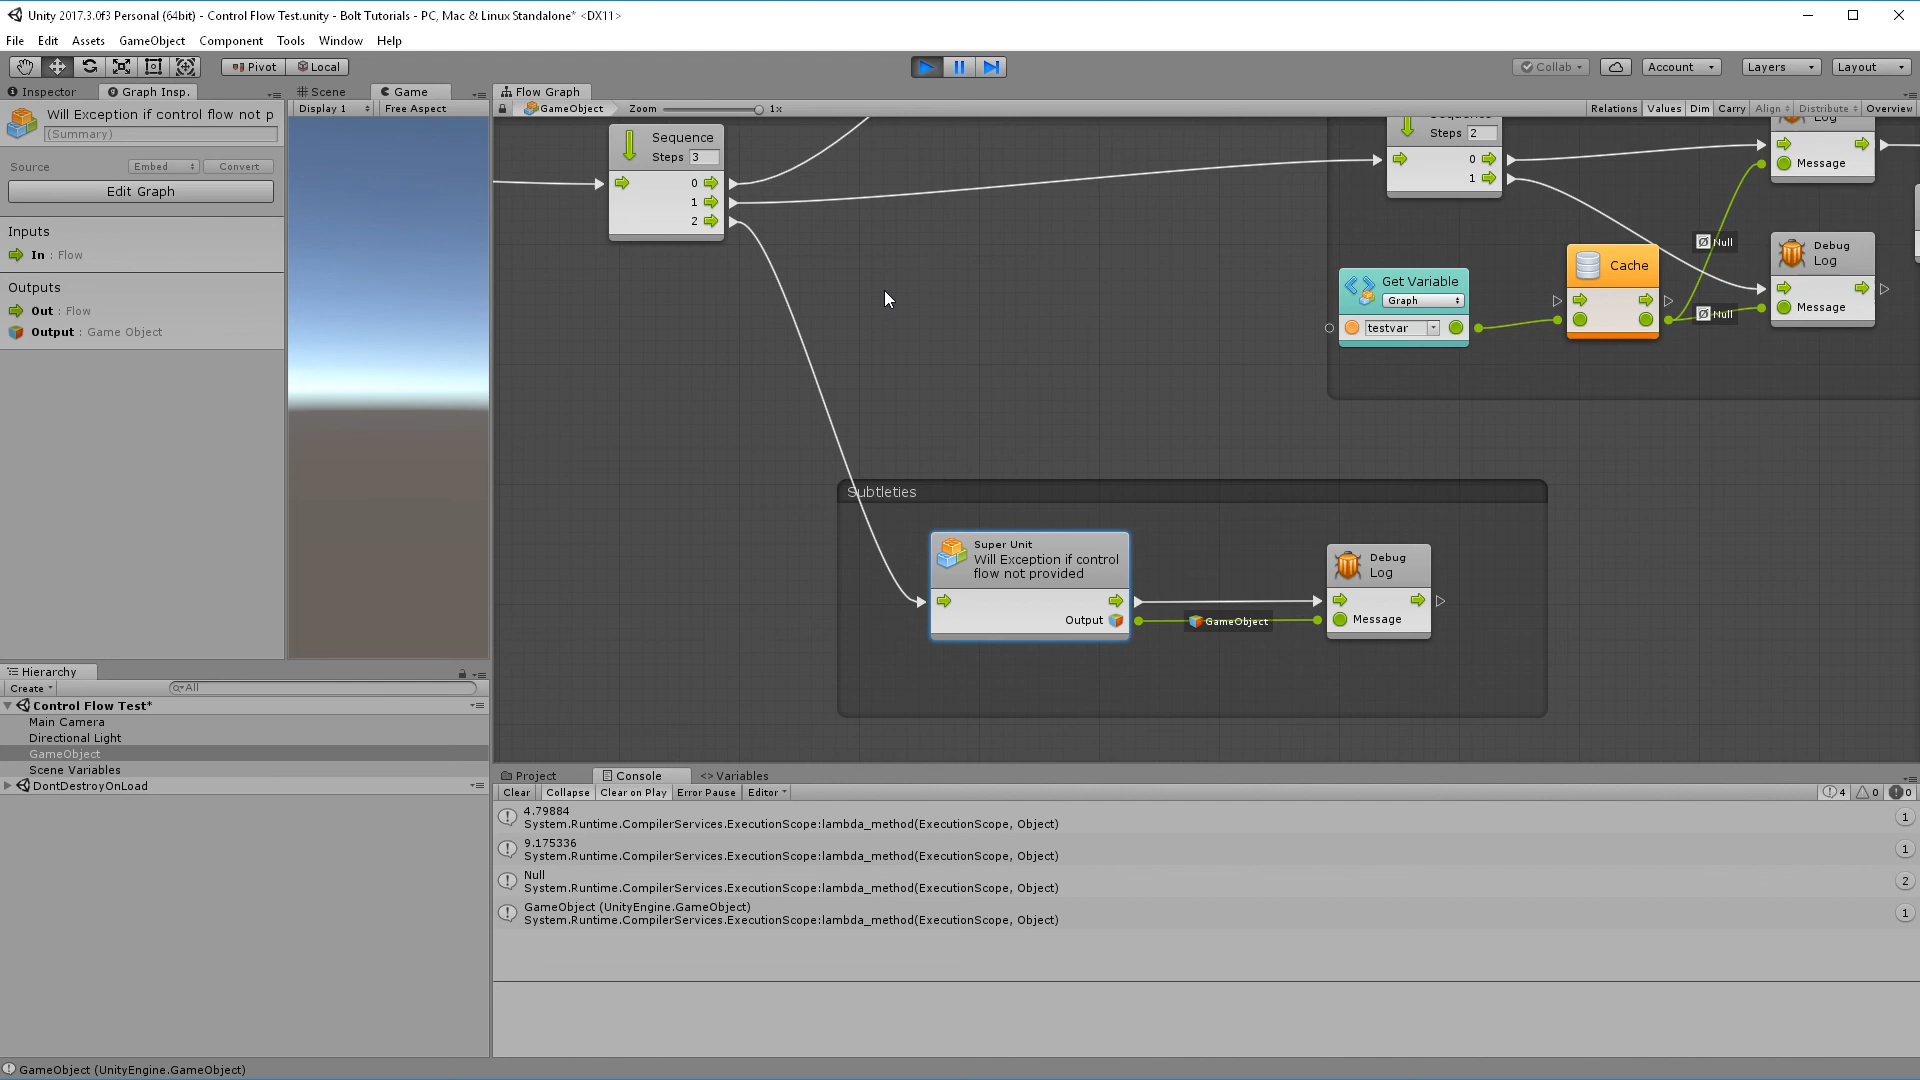 Unity 2017.3.0f3 Personal (64bit) - Control Flow Test.unity - Bolt Tutorials - PC, Mac & Linux Standalone* <DX11>
File Edit Assets GameObject Component Tools Window Help
Pivot Local Collab Account Layers Layout
Inspector Graph Insp. Scene Game Flow Graph
Display 1 Free Aspect GameObject Zoom 1x Relations Values Dim Carry Align Distribute Overview
Will Exception if control flow not p
(Summary)
Source Embed Convert
Edit Graph
Inputs
In : Flow
Outputs
Out : Flow
Output : Game Object
Sequence
Steps 3
0
1
2
Steps 2
0
1
Log
Message
Get Variable
Graph
testvar
Cache
Null
Null
Debug
Log
Message
Subtleties
Super Unit
Will Exception if control
flow not provided
Output
GameObject
Debug
Log
Message
Hierarchy
Create All
Control Flow Test*
Main Camera
Directional Light
GameObject
Scene Variables
DontDestroyOnLoad
Project Console <> Variables
Clear Collapse Clear on Play Error Pause Editor 4 0 0
4.79884
System.Runtime.CompilerServices.ExecutionScope:lambda_method(ExecutionScope, Object)
1
9.175336
System.Runtime.CompilerServices.ExecutionScope:lambda_method(ExecutionScope, Object)
1
Null
System.Runtime.CompilerServices.ExecutionScope:lambda_method(ExecutionScope, Object)
2
GameObject (UnityEngine.GameObject)
System.Runtime.CompilerServices.ExecutionScope:lambda_method(ExecutionScope, Object)
1
GameObject (UnityEngine.GameObject)